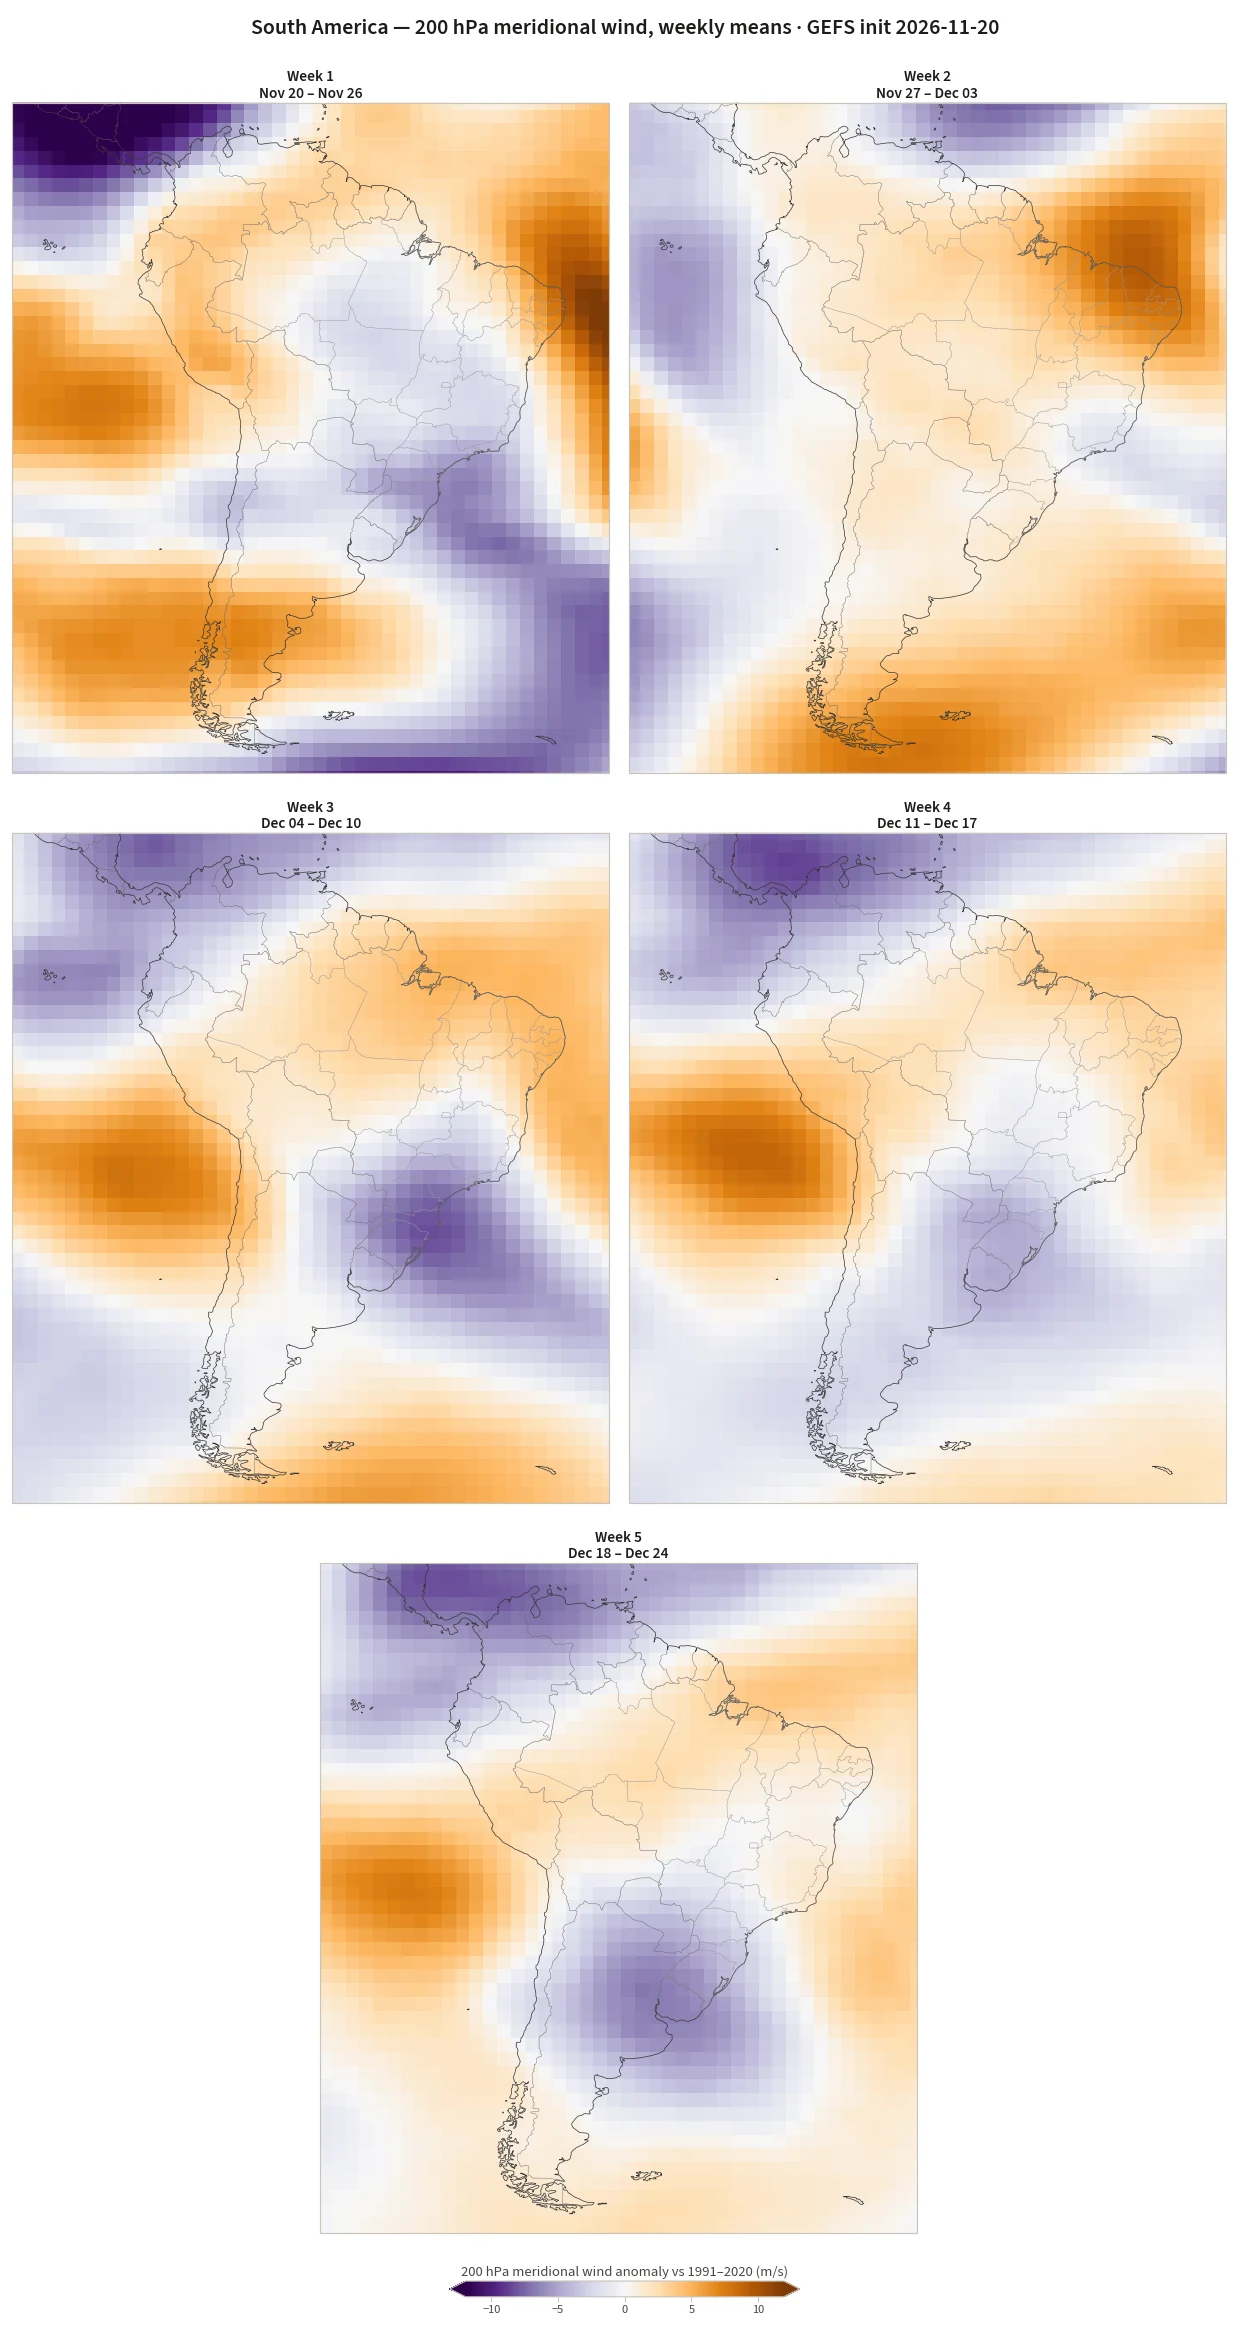 South America — 200 hPa meridional wind, weekly means · GEFS init 2026-11-20
Week 1
Nov 20 – Nov 26
Week 2
Nov 27 – Dec 03
Week 3
Dec 04 – Dec 10
Week 4
Dec 11 – Dec 17
Week 5
Dec 18 – Dec 24
200 hPa meridional wind anomaly vs 1991–2020 (m/s)
−10 −5 0 5 10